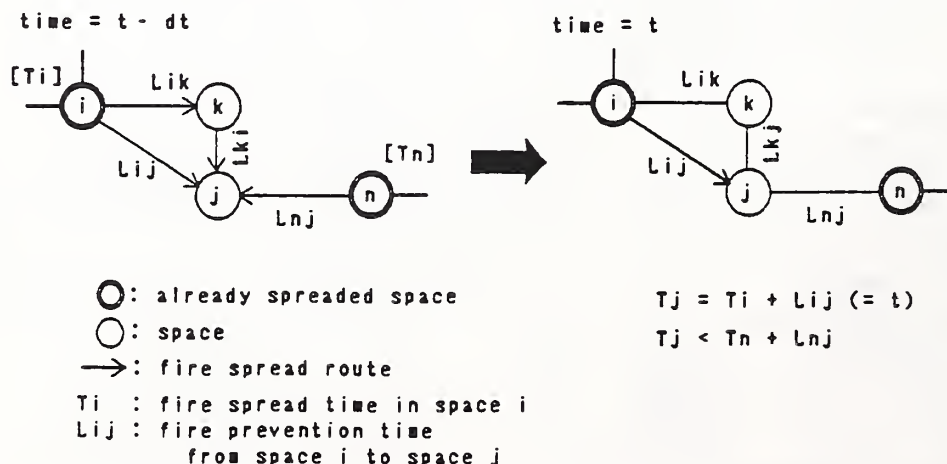 time = t - dt
[Ti]
i
Lik
k
Lki
Lij
j
[Tn]
n
Lnj
time = t
i
Lik
k
Lkj
Lij
j
Lnj
n
: already spreaded space
: space
: fire spread route
Ti : fire spread time in space i
Lij : fire prevention time
from space i to space j
Tj = Ti + Lij (= t)
Tj < Tn + Lnj